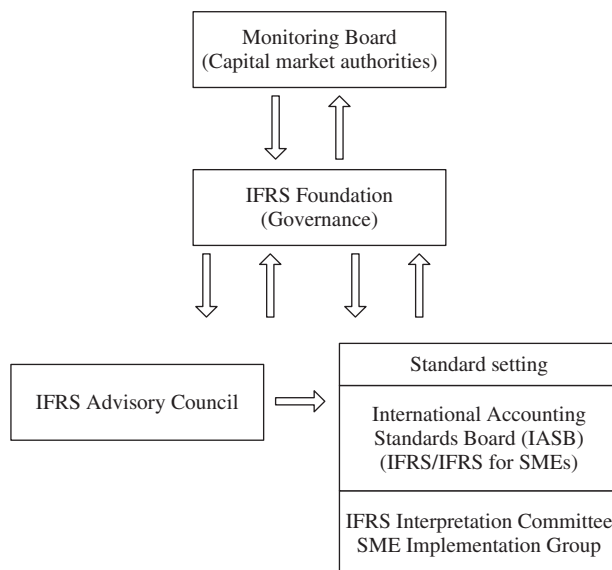 Monitoring Board
(Capital market authorities)
IFRS Foundation
(Governance)
IFRS Advisory Council
Standard setting
International Accounting
Standards Board (IASB)
(IFRS/IFRS for SMEs)
IFRS Interpretation Committee
SME Implementation Group